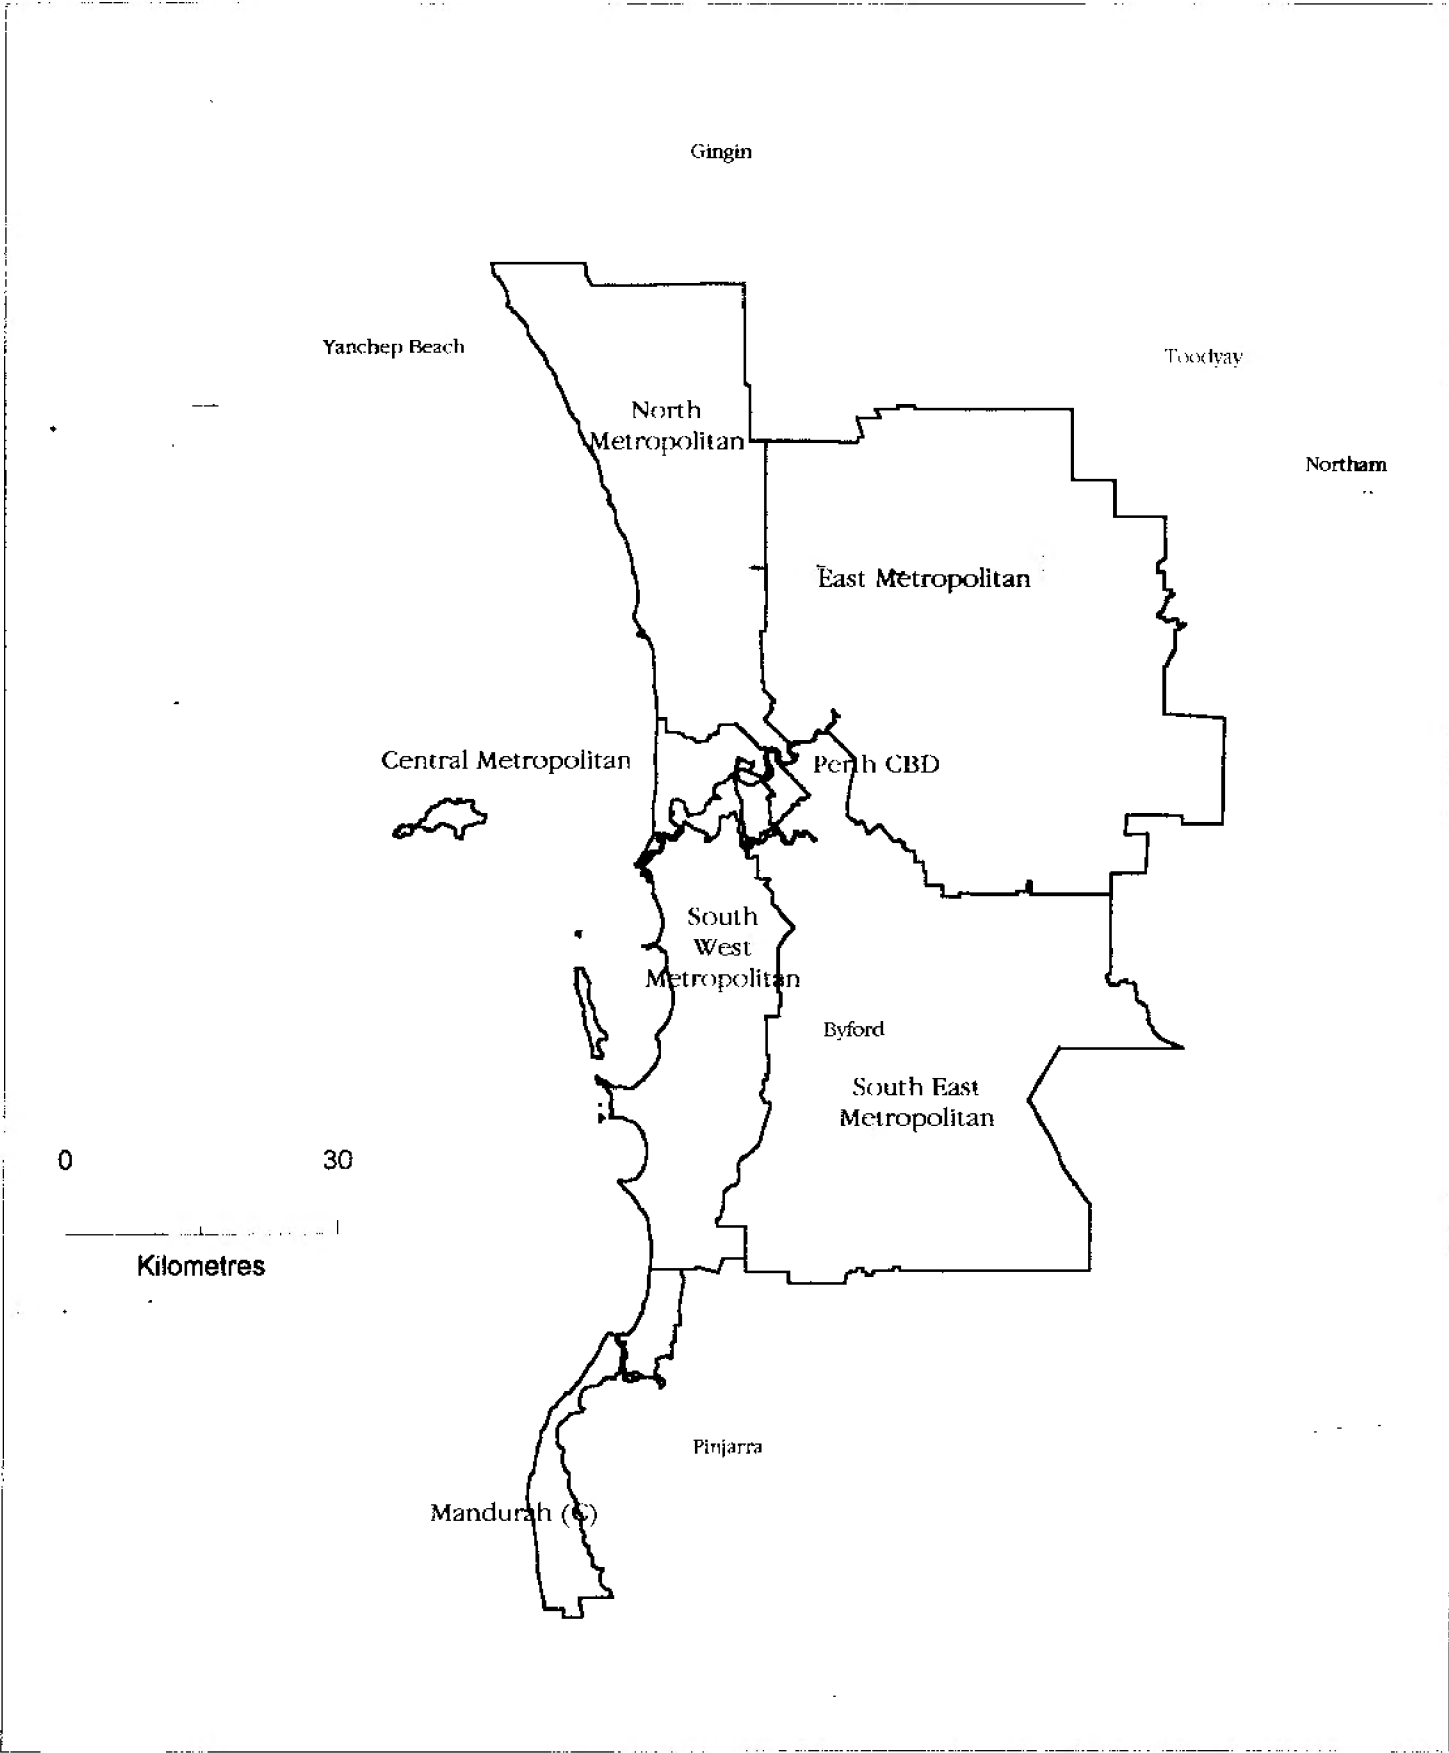 Gingin
Yanchep Beach
Toodyay
North
Metropolitan
Northam
East Metropolitan
Central Metropolitan
Perth CBD
South
West
Metropolitan
Byford
South East
Metropolitan
0 30
Kilometres
Pinjarra
Mandurah (C)